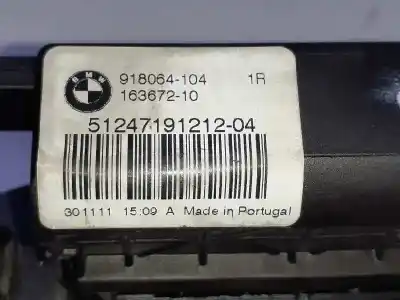 BMW
918064-104 1R
163672-10
51247191212-04
301111 15:09 A Made in Portugal